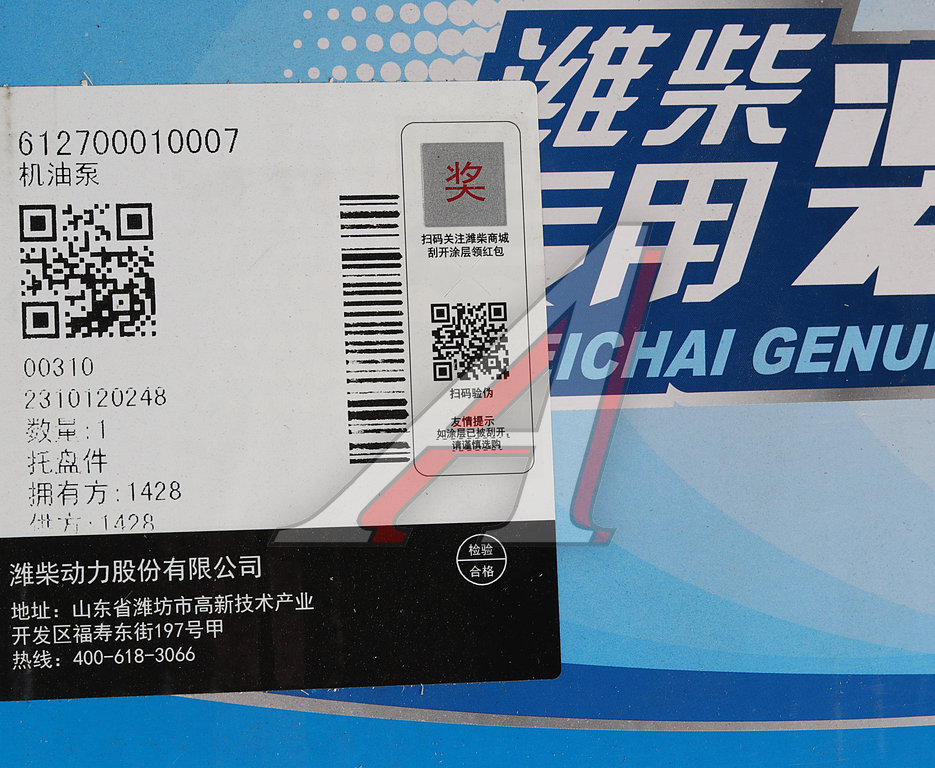 612700010007
机油泵
00310
2310120248
数量:1
托盘件
拥有方:1428
供方:1428
奖
扫码关注潍柴商城
刮开涂层领红包
扫码验伪
友情提示
如涂层已被刮开,
请谨慎选购
潍柴动力股份有限公司
地址：山东省潍坊市高新技术产业
开发区福寿东街197号甲
热线：400-618-3066
检验
合格
潍柴
用
EICHAI GENU